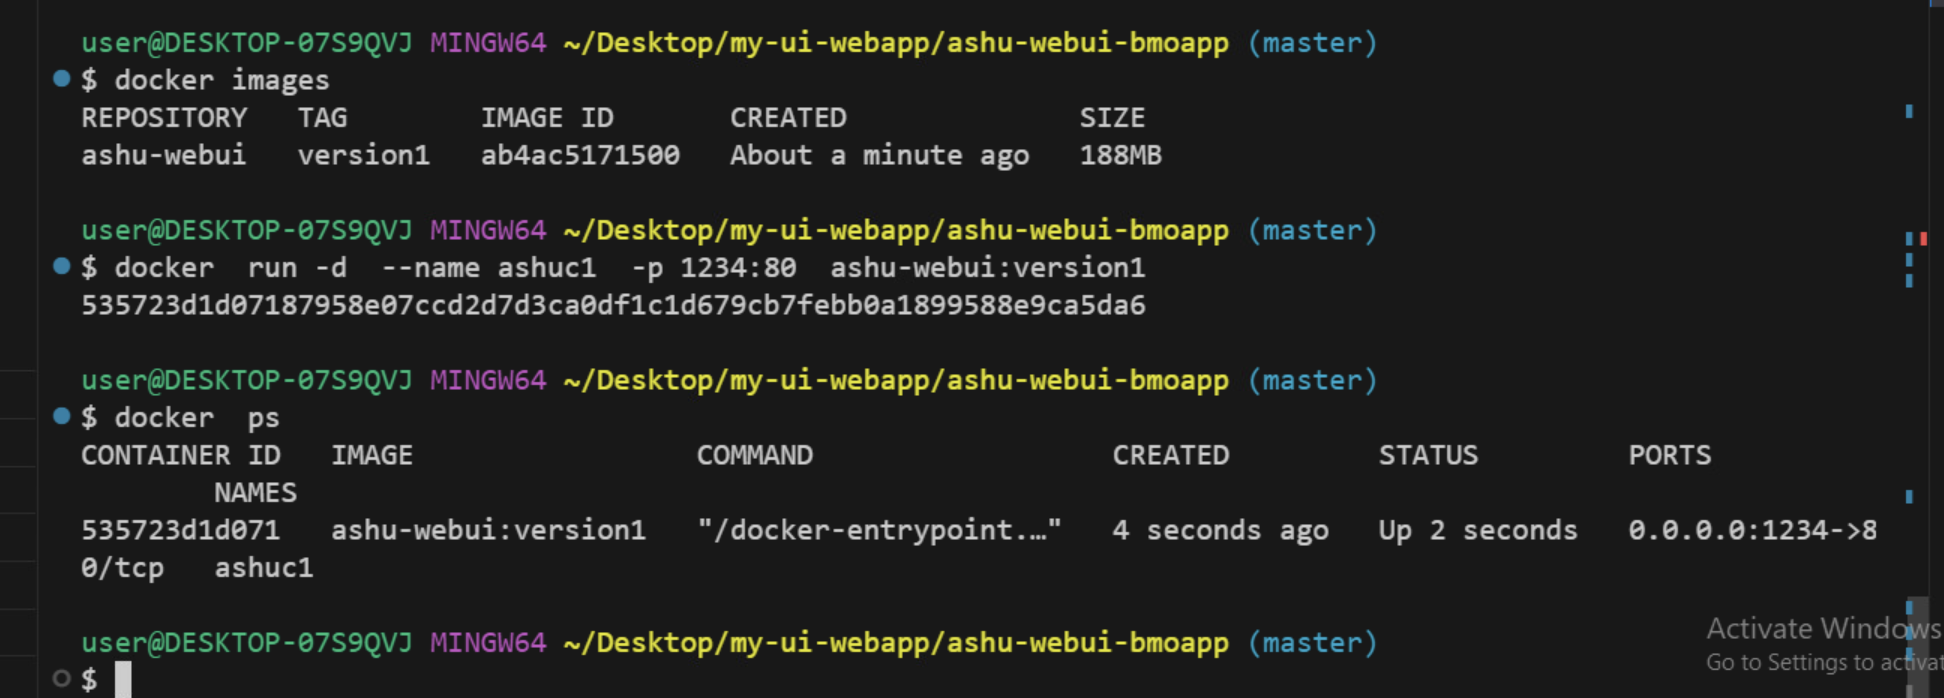 user@DESKTOP-07S9QVJ MINGW64 ~/Desktop/my-ui-webapp/ashu-webui-bmoapp (master)
$ docker images
REPOSITORY   TAG        IMAGE ID       CREATED              SIZE
ashu-webui   version1   ab4ac5171500   About a minute ago   188MB
user@DESKTOP-07S9QVJ MINGW64 ~/Desktop/my-ui-webapp/ashu-webui-bmoapp (master)
$ docker  run -d  --name ashuc1  -p 1234:80  ashu-webui:version1
535723d1d07187958e07ccd2d7d3ca0df1c1d679cb7febb0a1899588e9ca5da6
user@DESKTOP-07S9QVJ MINGW64 ~/Desktop/my-ui-webapp/ashu-webui-bmoapp (master)
$ docker  ps
CONTAINER ID   IMAGE                 COMMAND                  CREATED         STATUS         PORTS
        NAMES
535723d1d071   ashu-webui:version1   "/docker-entrypoint.…"   4 seconds ago   Up 2 seconds   0.0.0.0:1234->8
0/tcp   ashuc1
user@DESKTOP-07S9QVJ MINGW64 ~/Desktop/my-ui-webapp/ashu-webui-bmoapp (master)
$
Activate Windows
Go to Settings to activat